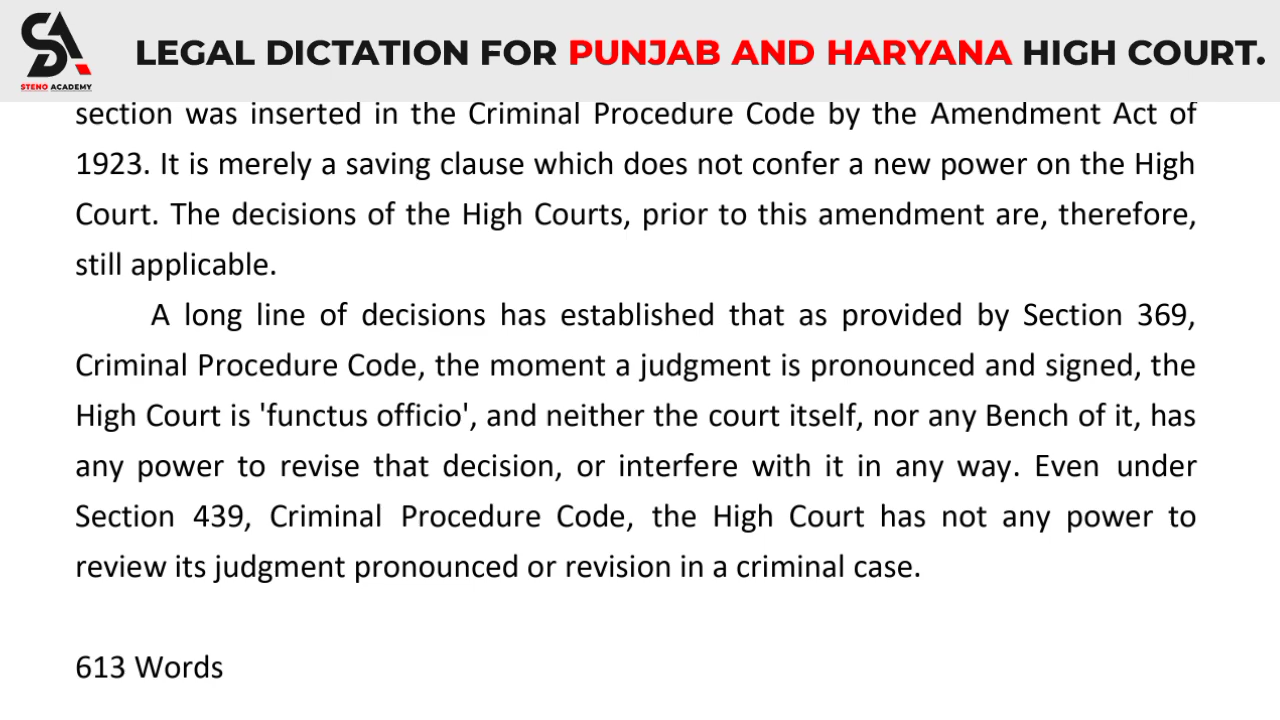 SA
STENO ACADEMY
LEGAL DICTATION FOR PUNJAB AND HARYANA HIGH COURT.
section was inserted in the Criminal Procedure Code by the Amendment Act of
1923. It is merely a saving clause which does not confer a new power on the High
Court. The decisions of the High Courts, prior to this amendment are, therefore,
still applicable.
A long line of decisions has established that as provided by Section 369,
Criminal Procedure Code, the moment a judgment is pronounced and signed, the
High Court is 'functus officio', and neither the court itself, nor any Bench of it, has
any power to revise that decision, or interfere with it in any way. Even under
Section 439, Criminal Procedure Code, the High Court has not any power to
review its judgment pronounced or revision in a criminal case.
613 Words